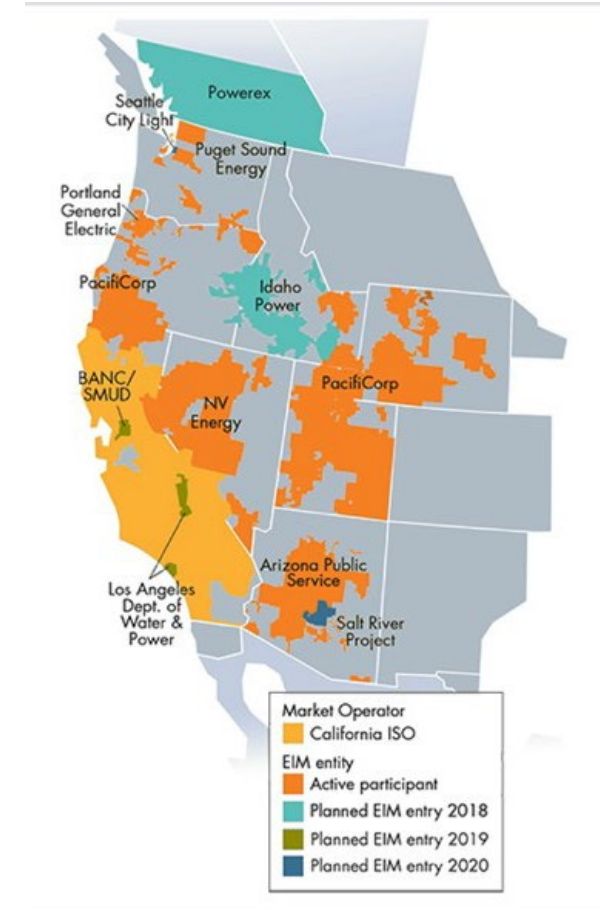 Powerex
Seattle
City Light
Puget Sound
Energy
Portland
General
Electric
PacifiCorp
Idaho
Power
BANC/
SMUD
NV
Energy
PacifiCorp
Arizona Public
Service
Los Angeles
Dept. of
Water &
Power
Salt River
Project
Market Operator
California ISO
EIM entity
Active participant
Planned EIM entry 2018
Planned EIM entry 2019
Planned EIM entry 2020